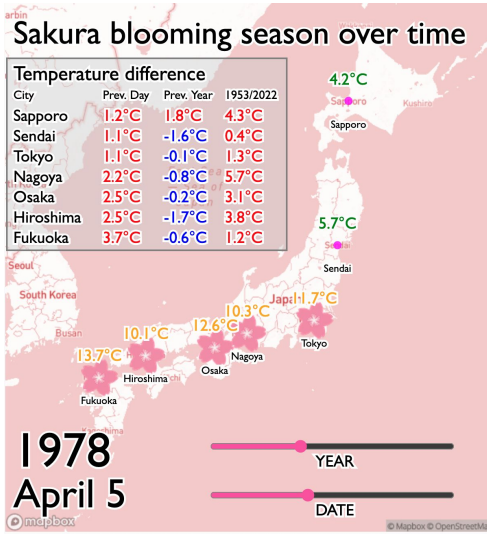 Sakura blooming season over time
Temperature difference
City Prev. Day Prev. Year 1953/2022
Sapporo 1.2°C 1.8°C 4.3°C
Sendai 1.1°C -1.6°C 0.4°C
Tokyo 1.1°C -0.1°C 1.3°C
Nagoya 2.2°C -0.8°C 5.7°C
Osaka 2.5°C -0.2°C 3.1°C
Hiroshima 2.5°C -1.7°C 3.8°C
Fukuoka 3.7°C -0.6°C 1.2°C
4.2°C
Sapporo
Kushiro
Sapporo
5.7°C
Sendai
Sendai
Seoul
South Korea
Busan
11.7°C
10.3°C
12.6°C
10.1°C
13.7°C
Tokyo
Nagoya
Osaka
Hiroshima
Fukuoka
Kagoshima
1978
April 5
YEAR
DATE
mapbox
© Mapbox © OpenStreetMa